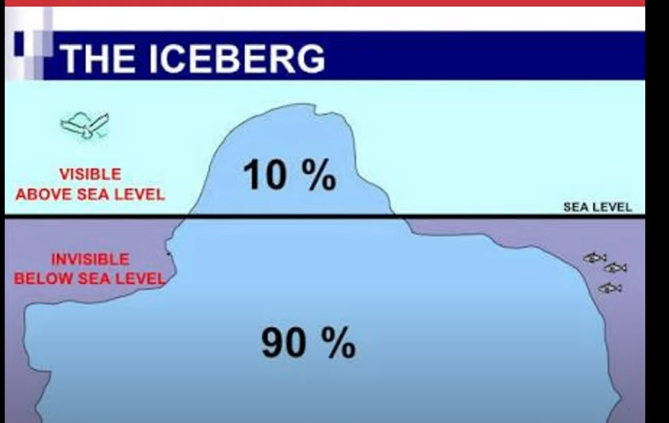 THE ICEBERG
VISIBLE
ABOVE SEA LEVEL
10 %
SEA LEVEL
INVISIBLE
BELOW SEA LEVEL
90 %